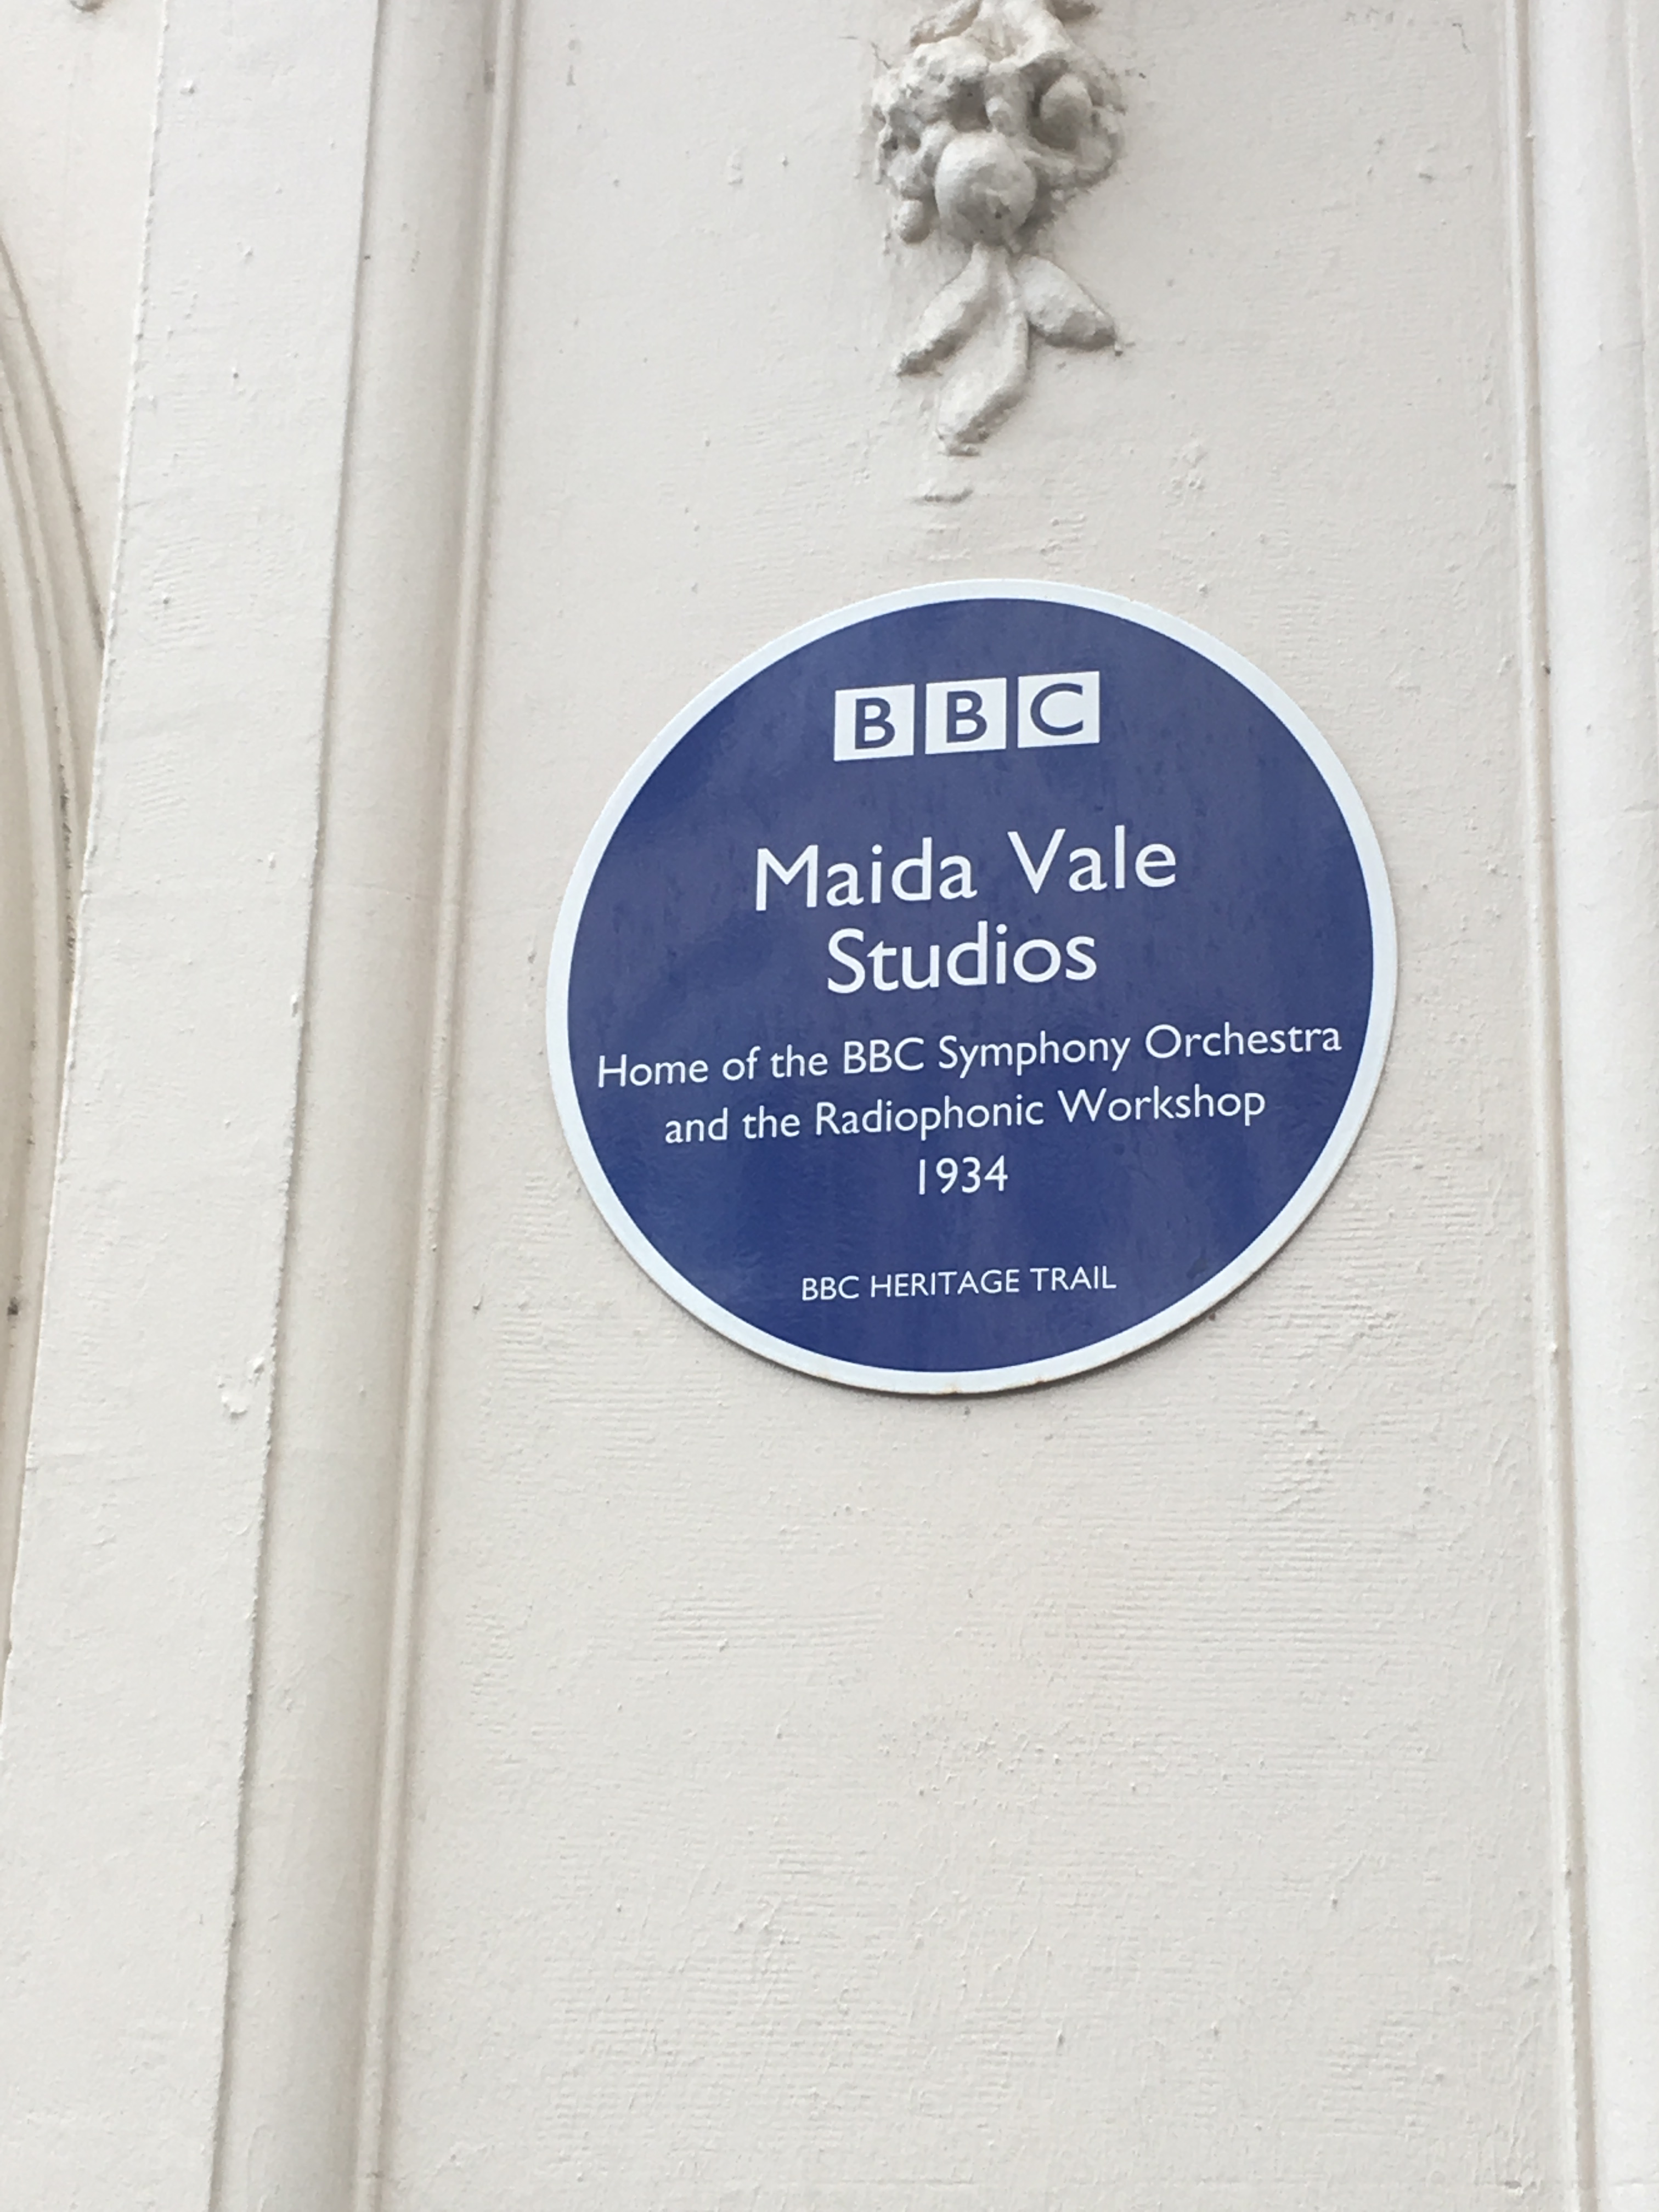 BBC
Maida Vale
Studios
Home of the BBC Symphony Orchestra
and the Radiophonic Workshop
1934
BBC HERITAGE TRAIL